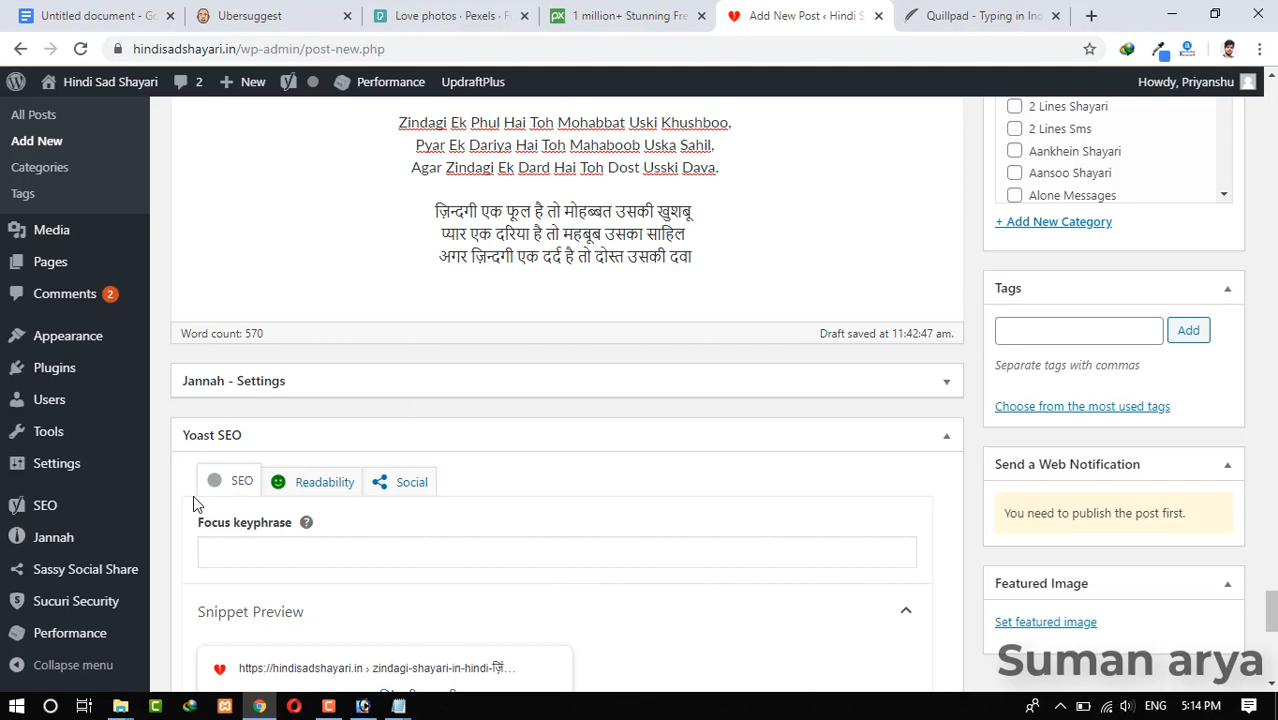 Untitled document - Go
Ubersuggest
Love photos · Pexels · F
1 million+ Stunning Fre
Add New Post ‹ Hindi S
Quillpad - Typing in Ind
hindisadshayari.in/wp-admin/post-new.php
Hindi Sad Shayari
2
New
Performance
UpdraftPlus
Howdy, Priyanshu
All Posts
Add New
Categories
Tags
Media
Pages
Comments 2
Appearance
Plugins
Users
Tools
Settings
SEO
Jannah
Sassy Social Share
Sucuri Security
Performance
Collapse menu
Zindagi Ek Phul Hai Toh Mohabbat Uski Khushboo,
Pyar Ek Dariya Hai Toh Mahaboob Uska Sahil,
Agar Zindagi Ek Dard Hai Toh Dost Usski Dava.
ज़िन्दगी एक फूल है तो मोहब्बत उसकी खुशबू
प्यार एक दरिया है तो महबूब उसका साहिल
अगर ज़िन्दगी एक दर्द है तो दोस्त उसकी दवा
Word count: 570
Draft saved at 11:42:47 am.
Jannah - Settings
Yoast SEO
SEO
Readability
Social
Focus keyphrase
Snippet Preview
https://hindisadshayari.in › zindagi-shayari-in-hindi-ज़िं...
2 Lines Shayari
2 Lines Sms
Aankhein Shayari
Aansoo Shayari
Alone Messages
+ Add New Category
Tags
Add
Separate tags with commas
Choose from the most used tags
Send a Web Notification
You need to publish the post first.
Featured Image
Set featured image
Suman arya
ENG
5:14 PM